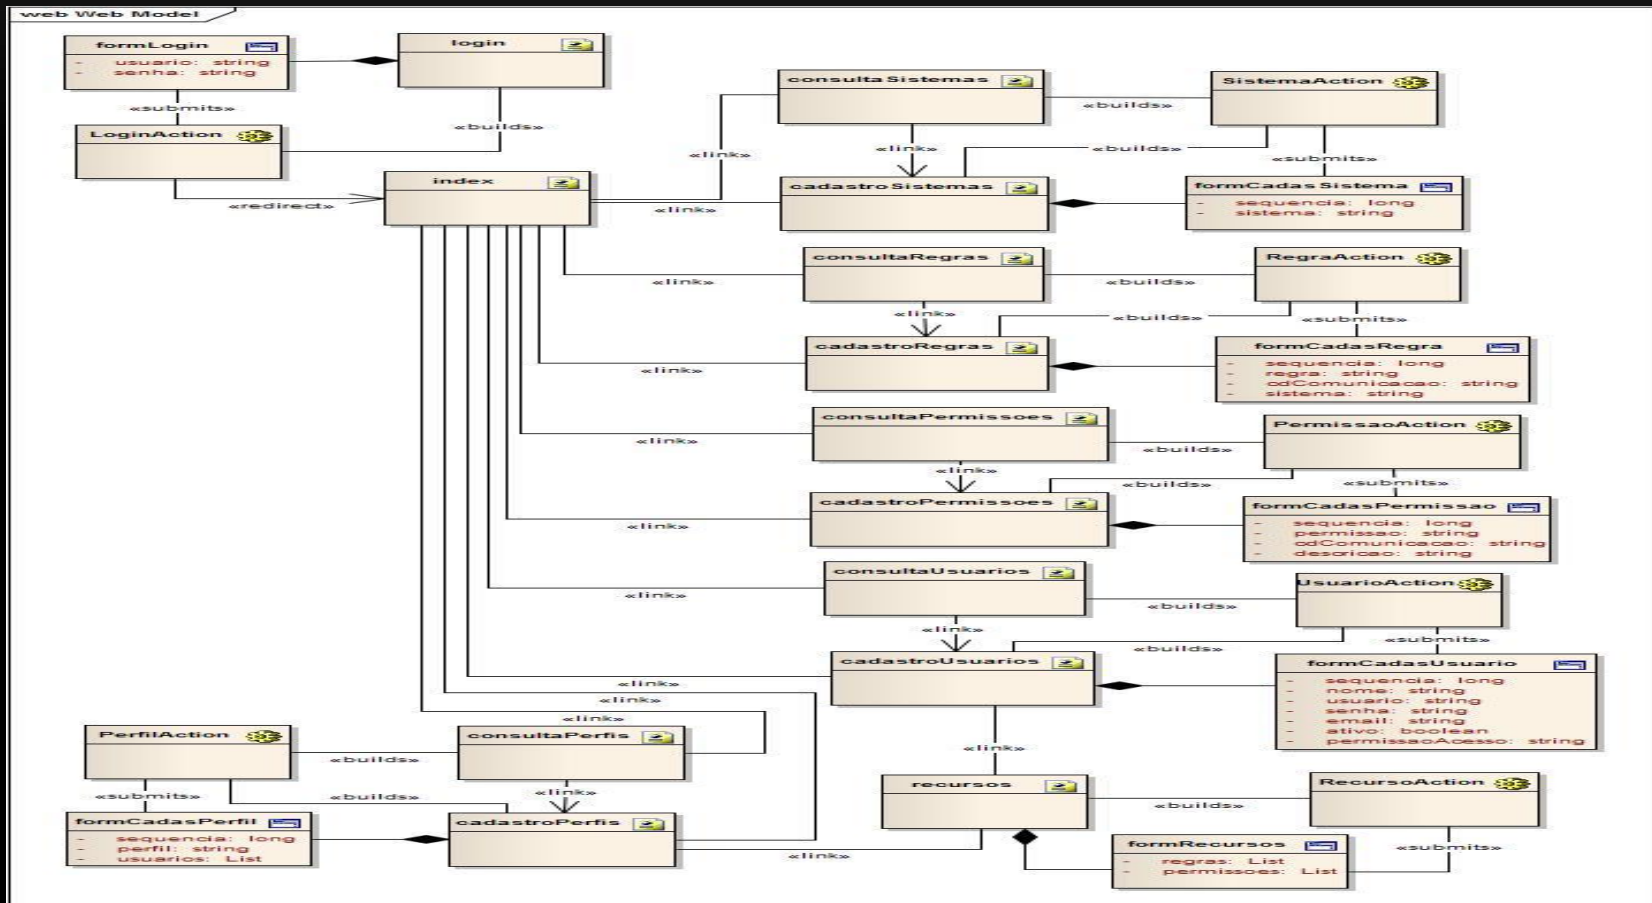 web Web Model
formLogin
- usuario: string
- senha: string
login
«submits»
«builds»
LoginAction
«redirect»
index
consultaSistemas
SistemaAction
«builds»
«link»
«link»
«builds»
«submits»
cadastroSistemas
«link»
formCadasSistema
- sequencia: long
- sistema: string
consultaRegras
RegraAction
«link»
«builds»
«link»
«builds»
«submits»
cadastroRegras
«link»
formCadasRegra
- sequencia: long
- regra: string
- cdComunicacao: string
- sistema: string
consultaPermissoes
PermissaoAction
«link»
«builds»
«link»
«builds»
«submits»
cadastroPermissoes
«link»
formCadasPermissao
- sequencia: long
- permissao: string
- cdComunicacao: string
- descricao: string
consultaUsuarios
UsuarioAction
«link»
«builds»
«link»
«builds»
«submits»
cadastroUsuarios
«link»
formCadasUsuario
- sequencia: long
- nome: string
- usuario: string
- senha: string
- email: string
- ativo: boolean
- permissaoAcesso: string
«link»
«link»
PerfilAction
consultaPerfis
«builds»
«submits»
«builds»
«link»
formCadasPerfil
- sequencia: long
- perfil: string
- usuarios: List
cadastroPerfis
«link»
«link»
recursos
RecursoAction
«builds»
formRecursos
- regras: List
- permissoes: List
«submits»